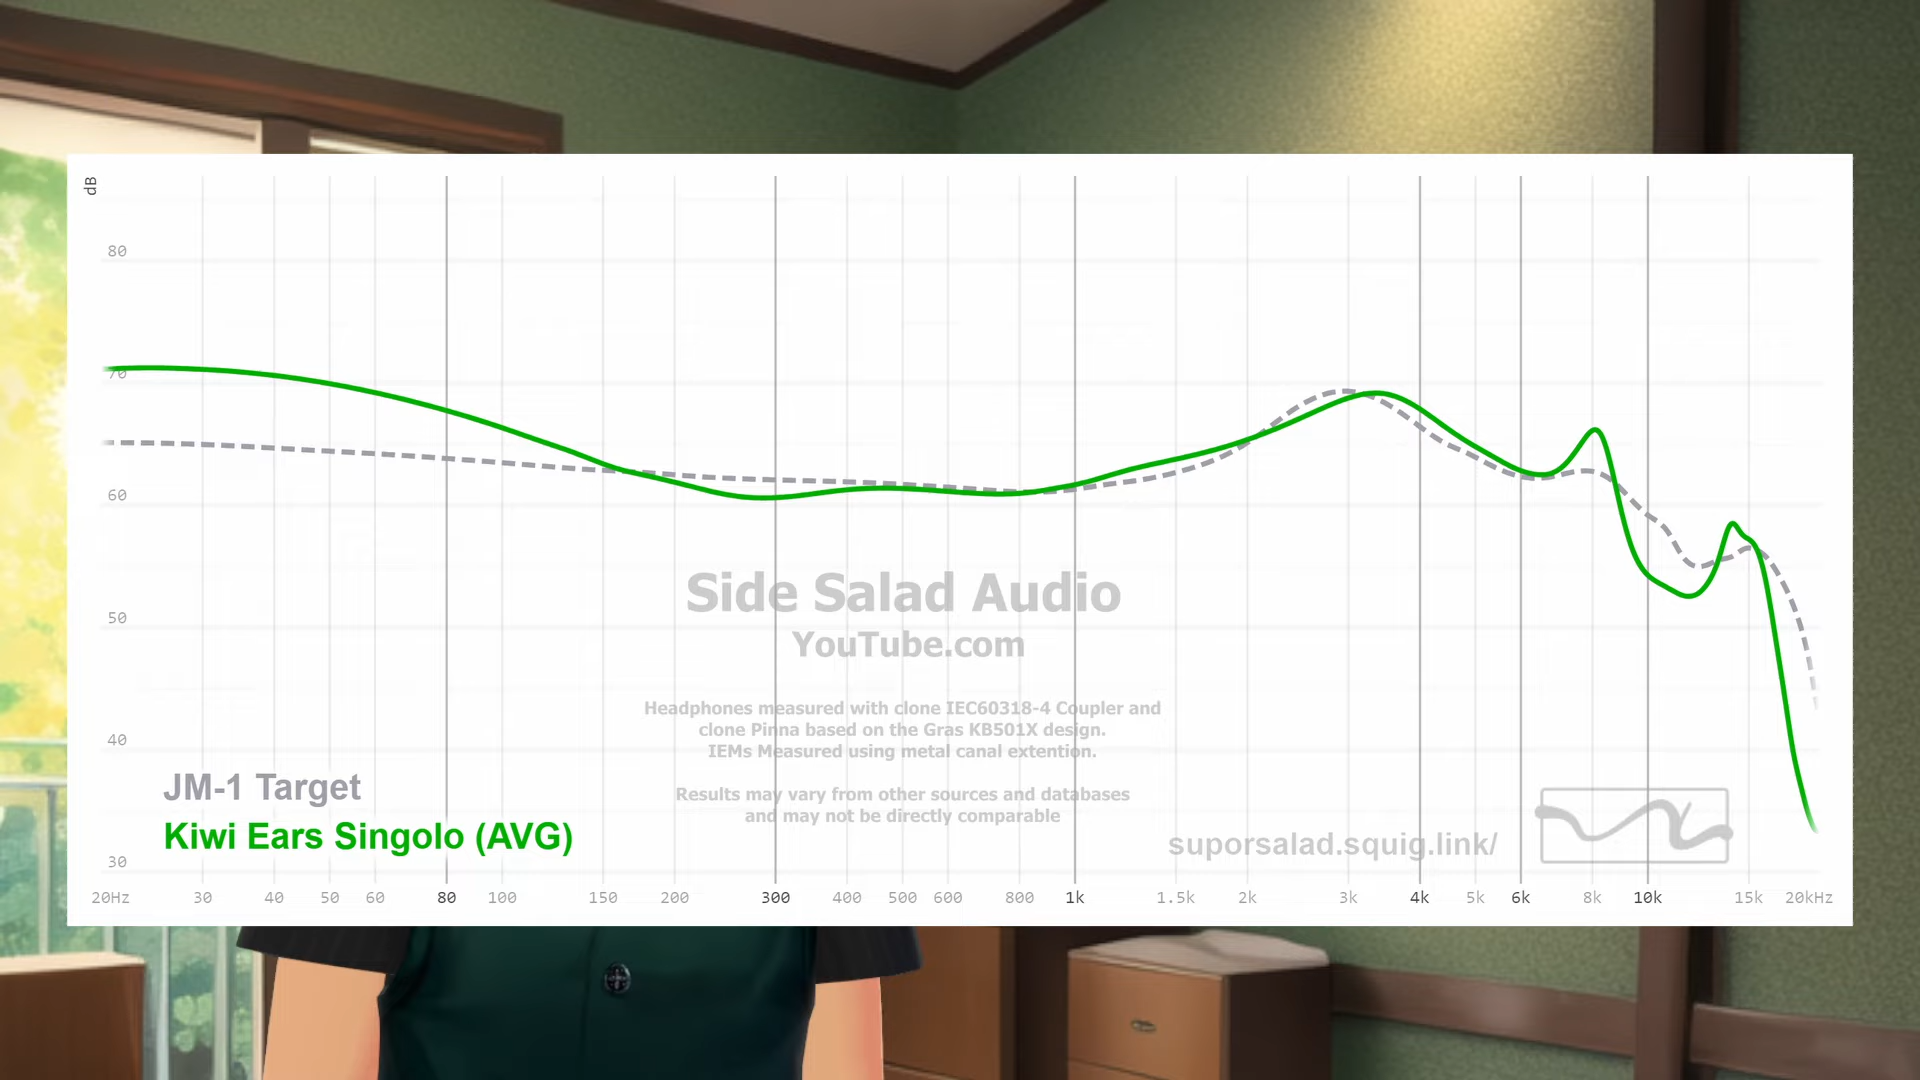 dB
80
70
60
50
40
30
Side Salad Audio
YouTube.com
Headphones measured with clone IEC60318-4 Coupler and
clone Pinna based on the Gras KB501X design.
IEMs Measured using metal canal extention.
Results may vary from other sources and databases
and may not be directly comparable
JM-1 Target
Kiwi Ears Singolo (AVG)
suporsalad.squig.link/
20Hz 30 40 50 60 80 100 150 200 300 400 500 600 800 1k 1.5k 2k 3k 4k 5k 6k 8k 10k 15k 20kHz